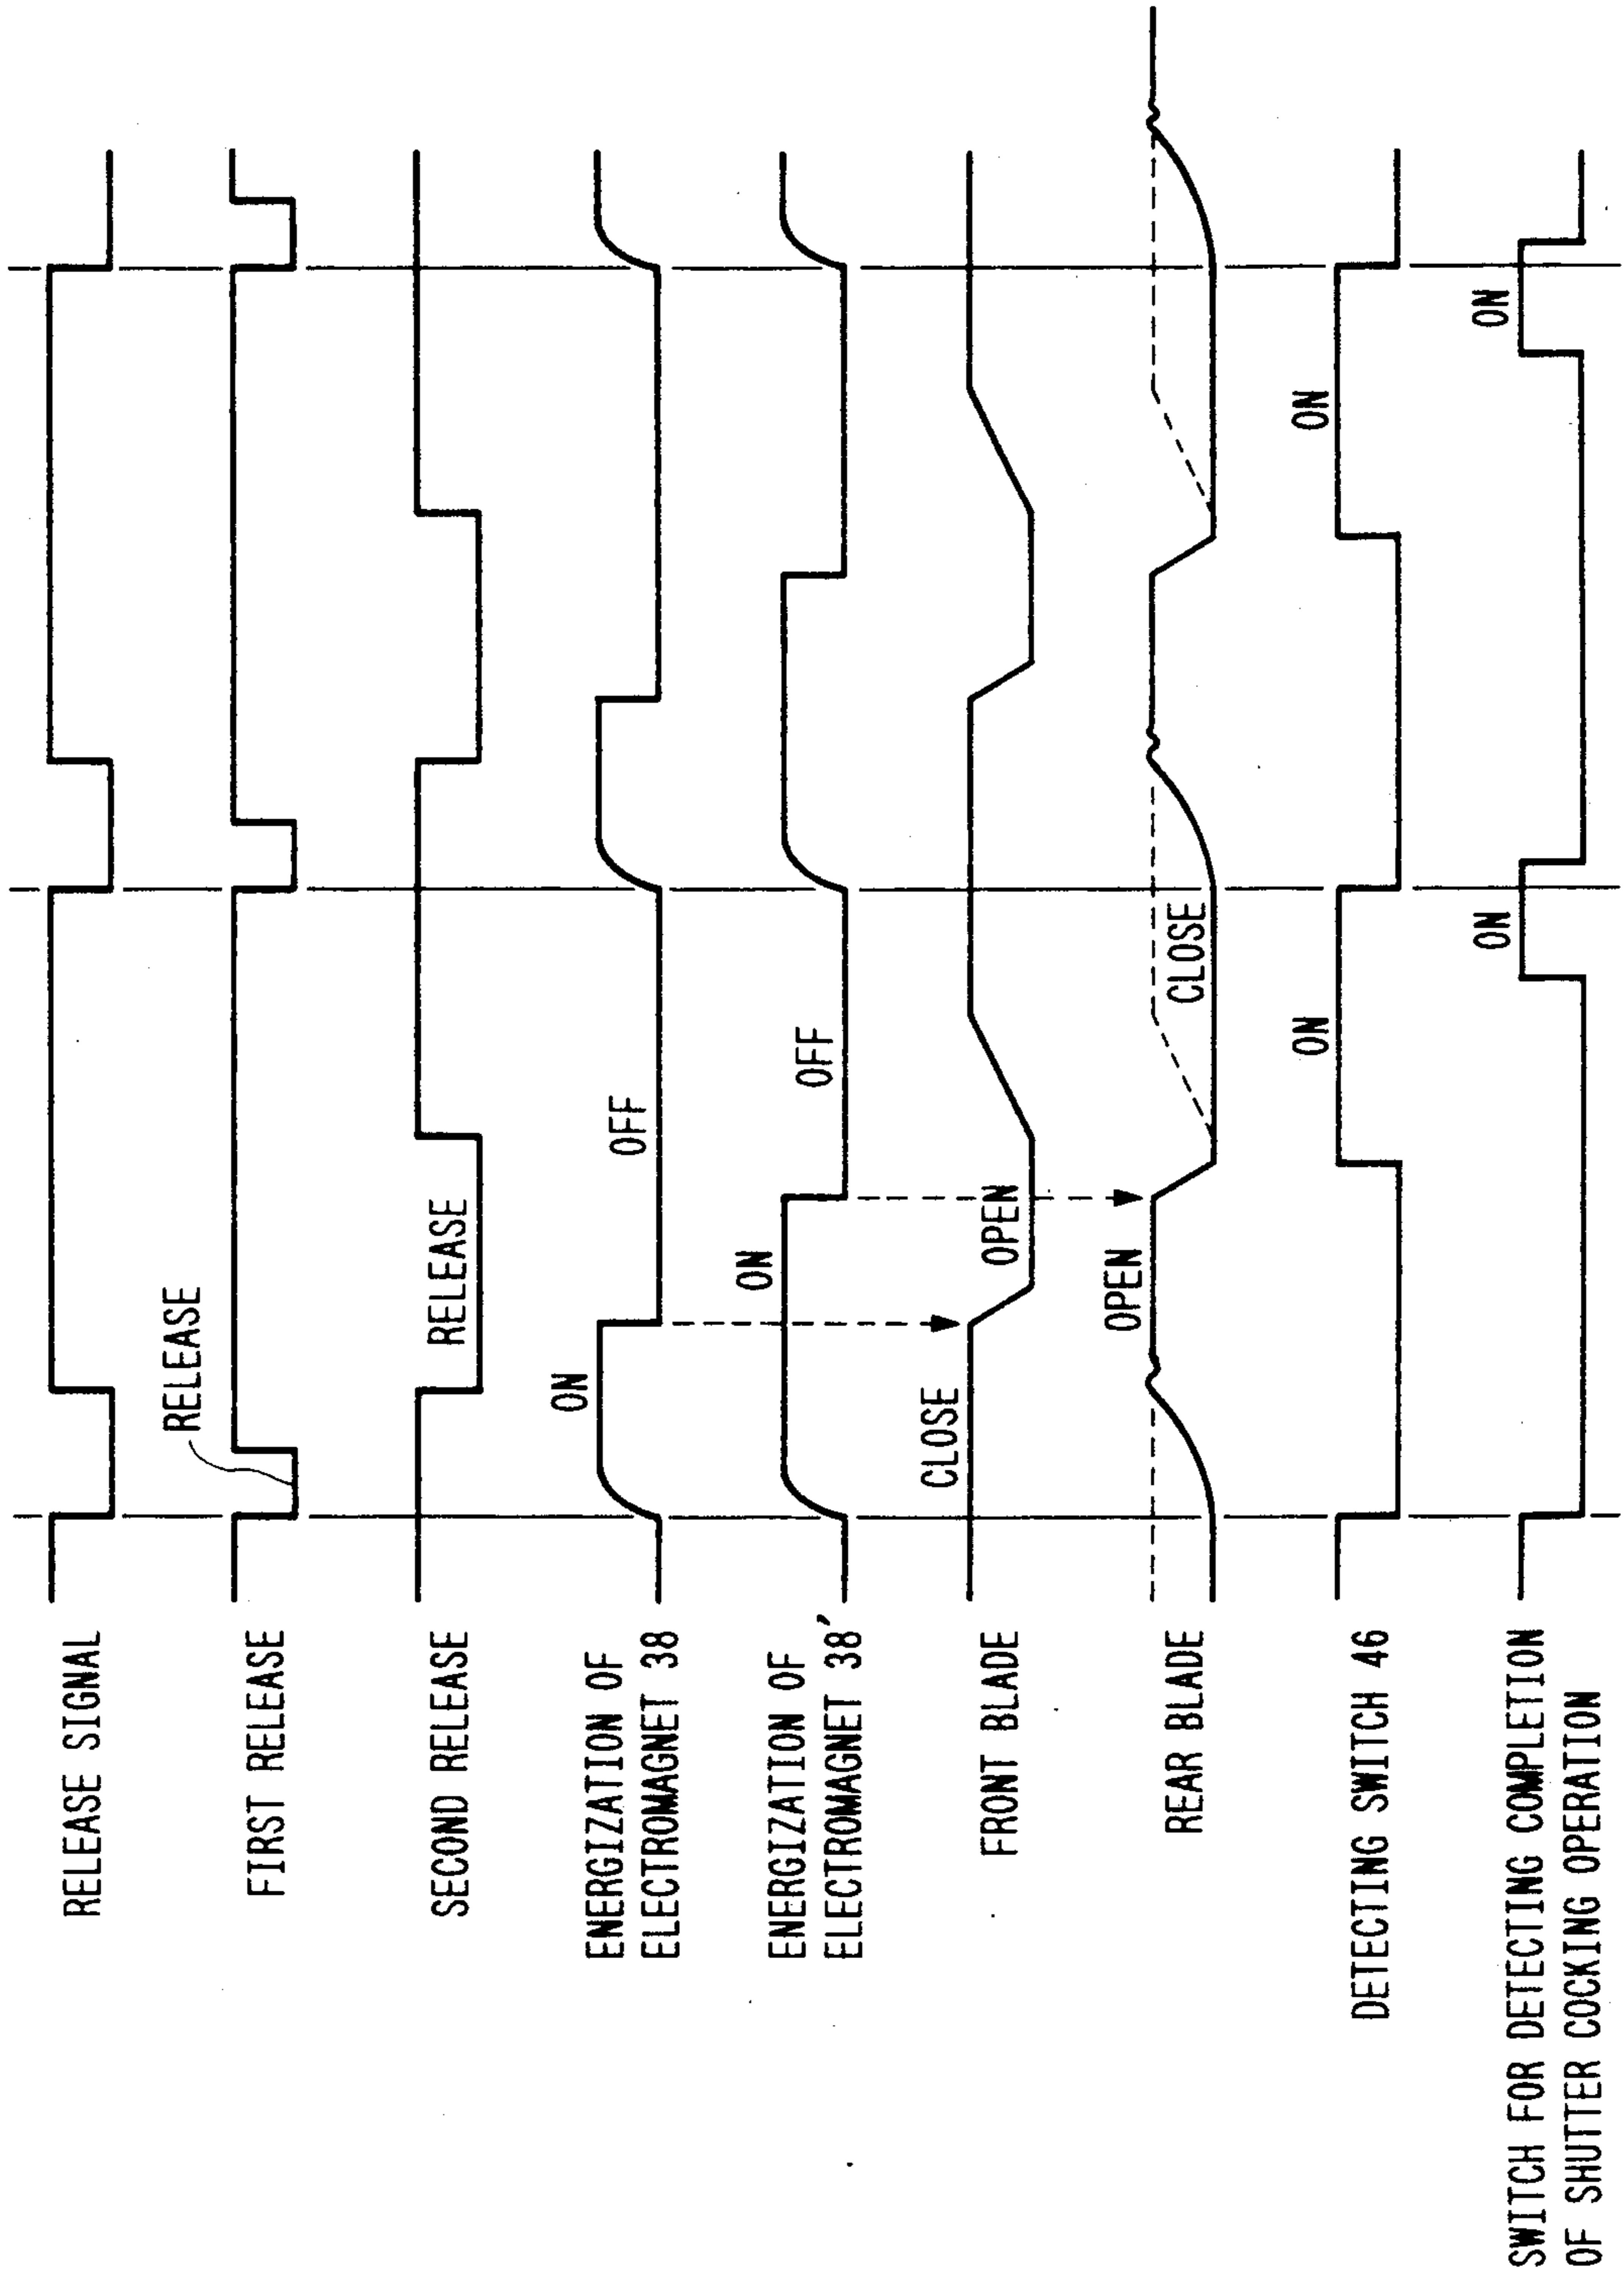 RELEASE SIGNAL
FIRST RELEASE
RELEASE
SECOND RELEASE
RELEASE
ENERGIZATION OF
ELECTROMAGNET 38
ON
OFF
ENERGIZATION OF
ELECTROMAGNET 38'
ON
OFF
FRONT BLADE
CLOSE
OPEN
REAR BLADE
OPEN
CLOSE
DETECTING SWITCH 46
ON
ON
SWITCH FOR DETECTING COMPLETION
OF SHUTTER COCKING OPERATION
ON
ON